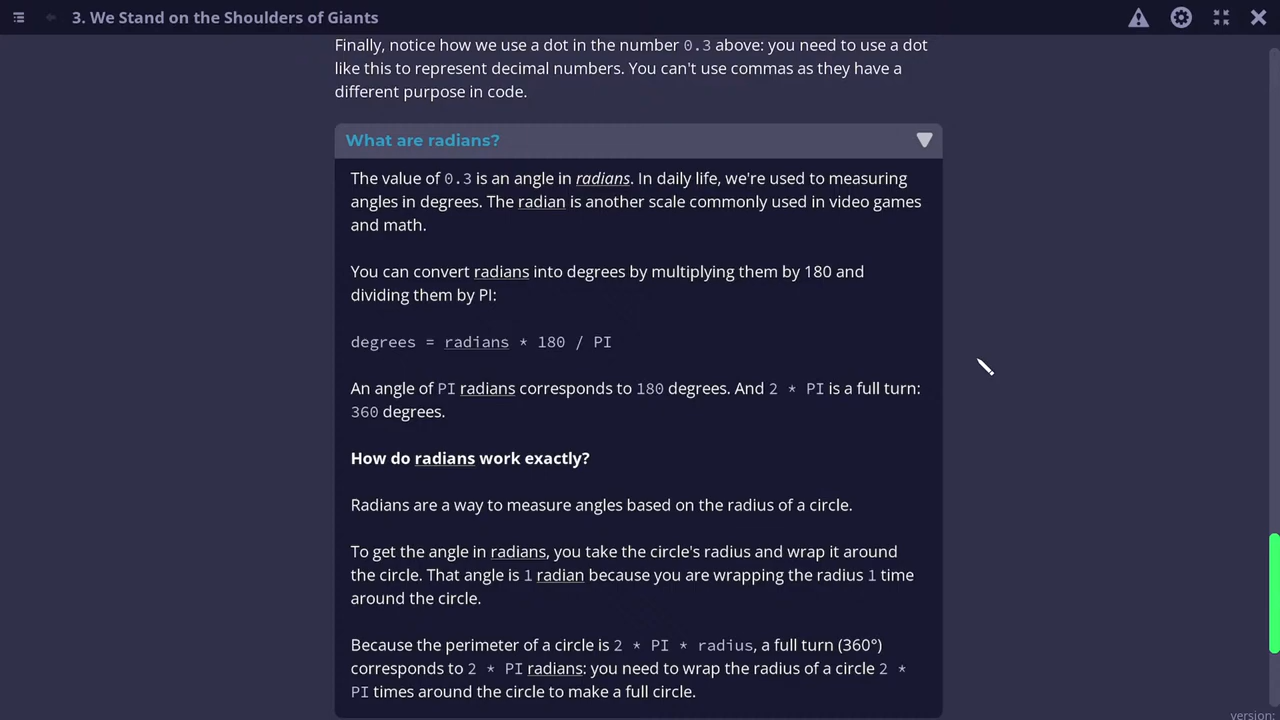 3. We Stand on the Shoulders of Giants
Finally, notice how we use a dot in the number 0.3 above: you need to use a dot
like this to represent decimal numbers. You can't use commas as they have a
different purpose in code.
What are radians?
The value of 0.3 is an angle in radians. In daily life, we're used to measuring
angles in degrees. The radian is another scale commonly used in video games
and math.
You can convert radians into degrees by multiplying them by 180 and
dividing them by PI:
degrees = radians * 180 / PI
An angle of PI radians corresponds to 180 degrees. And 2 * PI is a full turn:
360 degrees.
How do radians work exactly?
Radians are a way to measure angles based on the radius of a circle.
To get the angle in radians, you take the circle's radius and wrap it around
the circle. That angle is 1 radian because you are wrapping the radius 1 time
around the circle.
Because the perimeter of a circle is 2 * PI * radius, a full turn (360°)
corresponds to 2 * PI radians: you need to wrap the radius of a circle 2 *
PI times around the circle to make a full circle.
version: